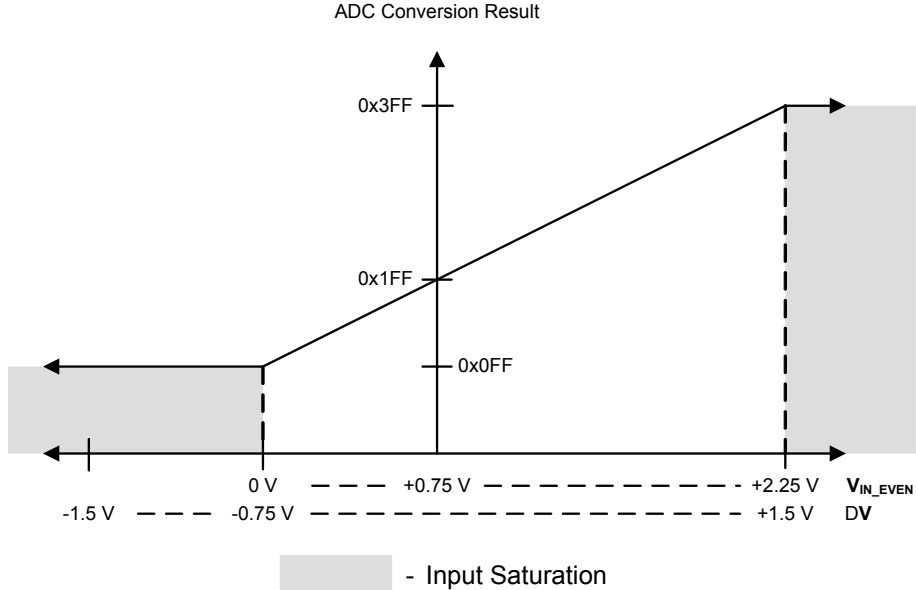 ADC Conversion Result
0x3FF
0x1FF
0x0FF
0 V +0.75 V +2.25 V VIN_EVEN
-1.5 V -0.75 V +1.5 V DV
- Input Saturation